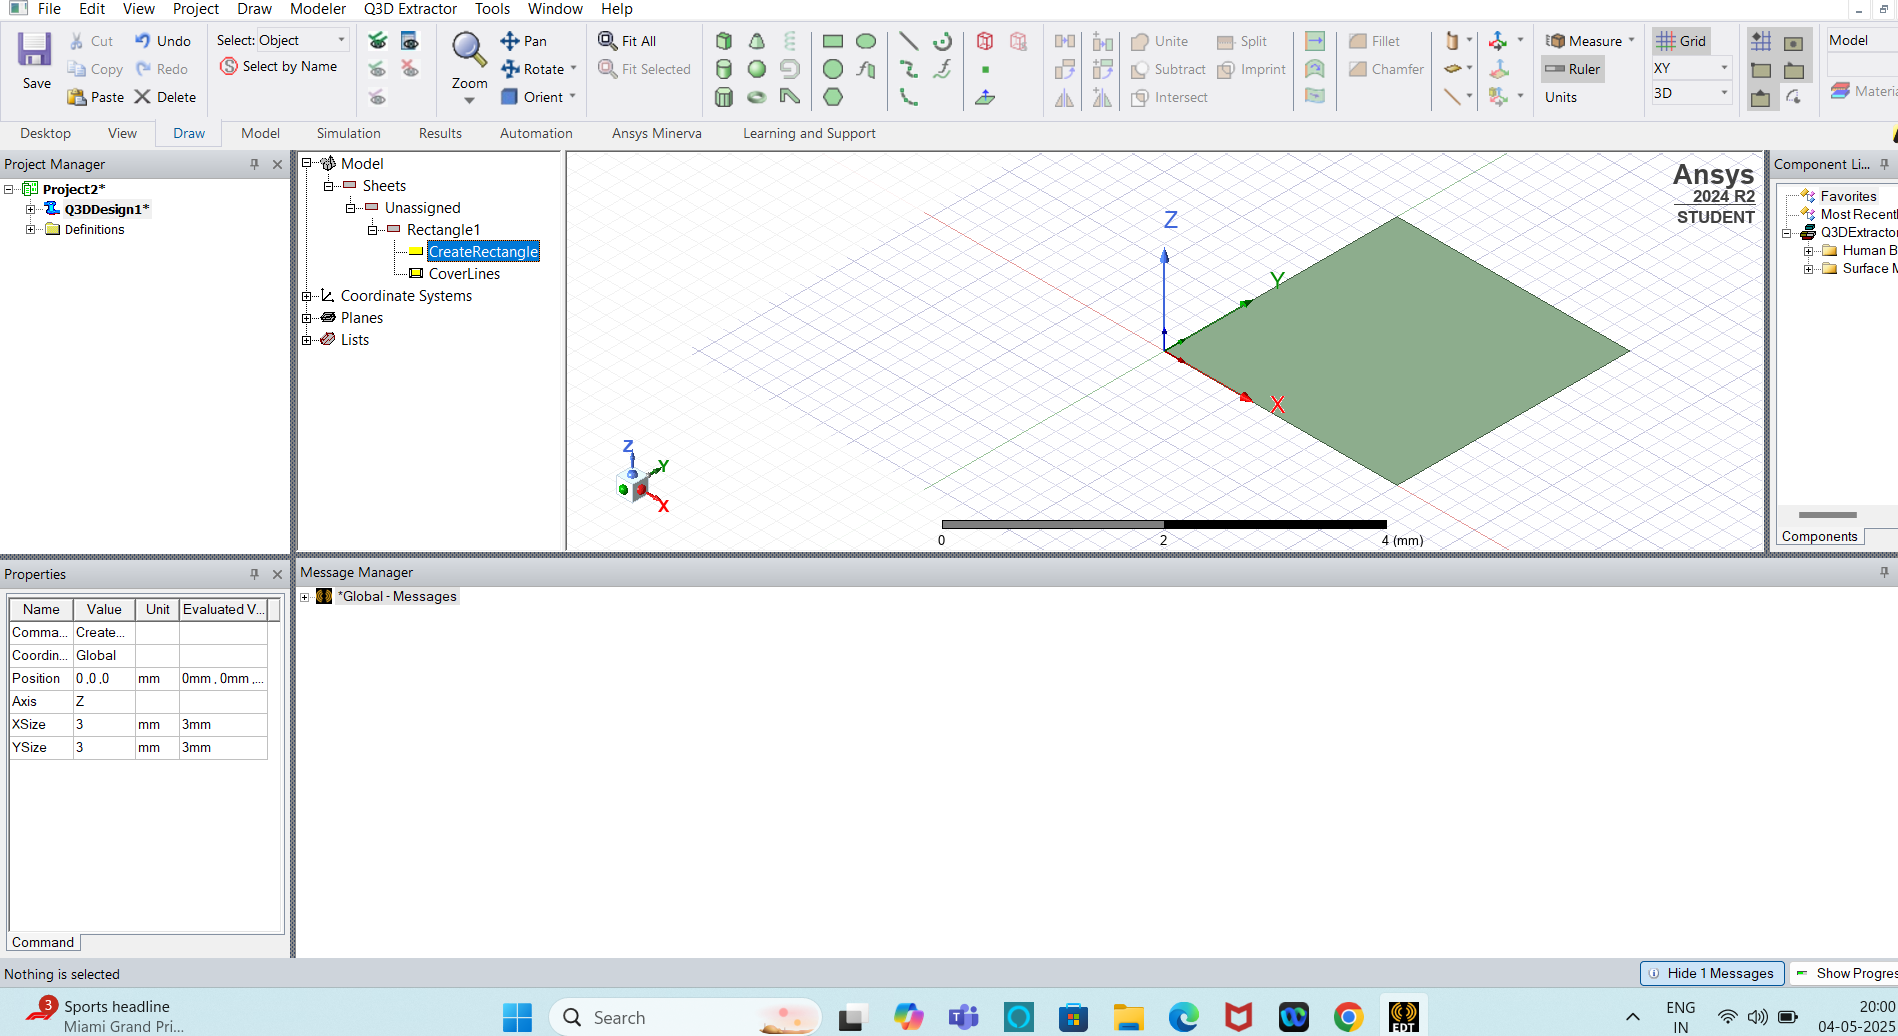 File Edit View Project Draw Modeler Q3D Extractor Tools Window Help
Save
Cut
Copy
Paste
Undo
Redo
Delete
Select: Object
Select by Name
Zoom
Pan
Rotate
Orient
Fit All
Fit Selected
Unite
Subtract
Intersect
Split
Imprint
Fillet
Chamfer
Measure
Ruler
Units
Grid
XY
3D
Model
Materia
Desktop View Draw Model Simulation Results Automation Ansys Minerva Learning and Support
Project Manager
Project2*
Q3DDesign1*
Definitions
Model
Sheets
Unassigned
Rectangle1
CreateRectangle
CoverLines
Coordinate Systems
Planes
Lists
Ansys
2024 R2
STUDENT
Z
Y
X
Z
Y
X
0 2 4 (mm)
Component Li...
Favorites
Most Recentl
Q3DExtractor
Human B
Surface M
Components
Properties
Name Value Unit Evaluated V...
Comma... Create...
Coordin... Global
Position 0 ,0 ,0 mm 0mm , 0mm ,...
Axis Z
XSize 3 mm 3mm
YSize 3 mm 3mm
Command
Message Manager
*Global - Messages
Nothing is selected
Hide 1 Messages
Show Progres
3
Sports headline
Miami Grand Pri...
Search
EDT
ENG
IN
20:00
04-05-2025